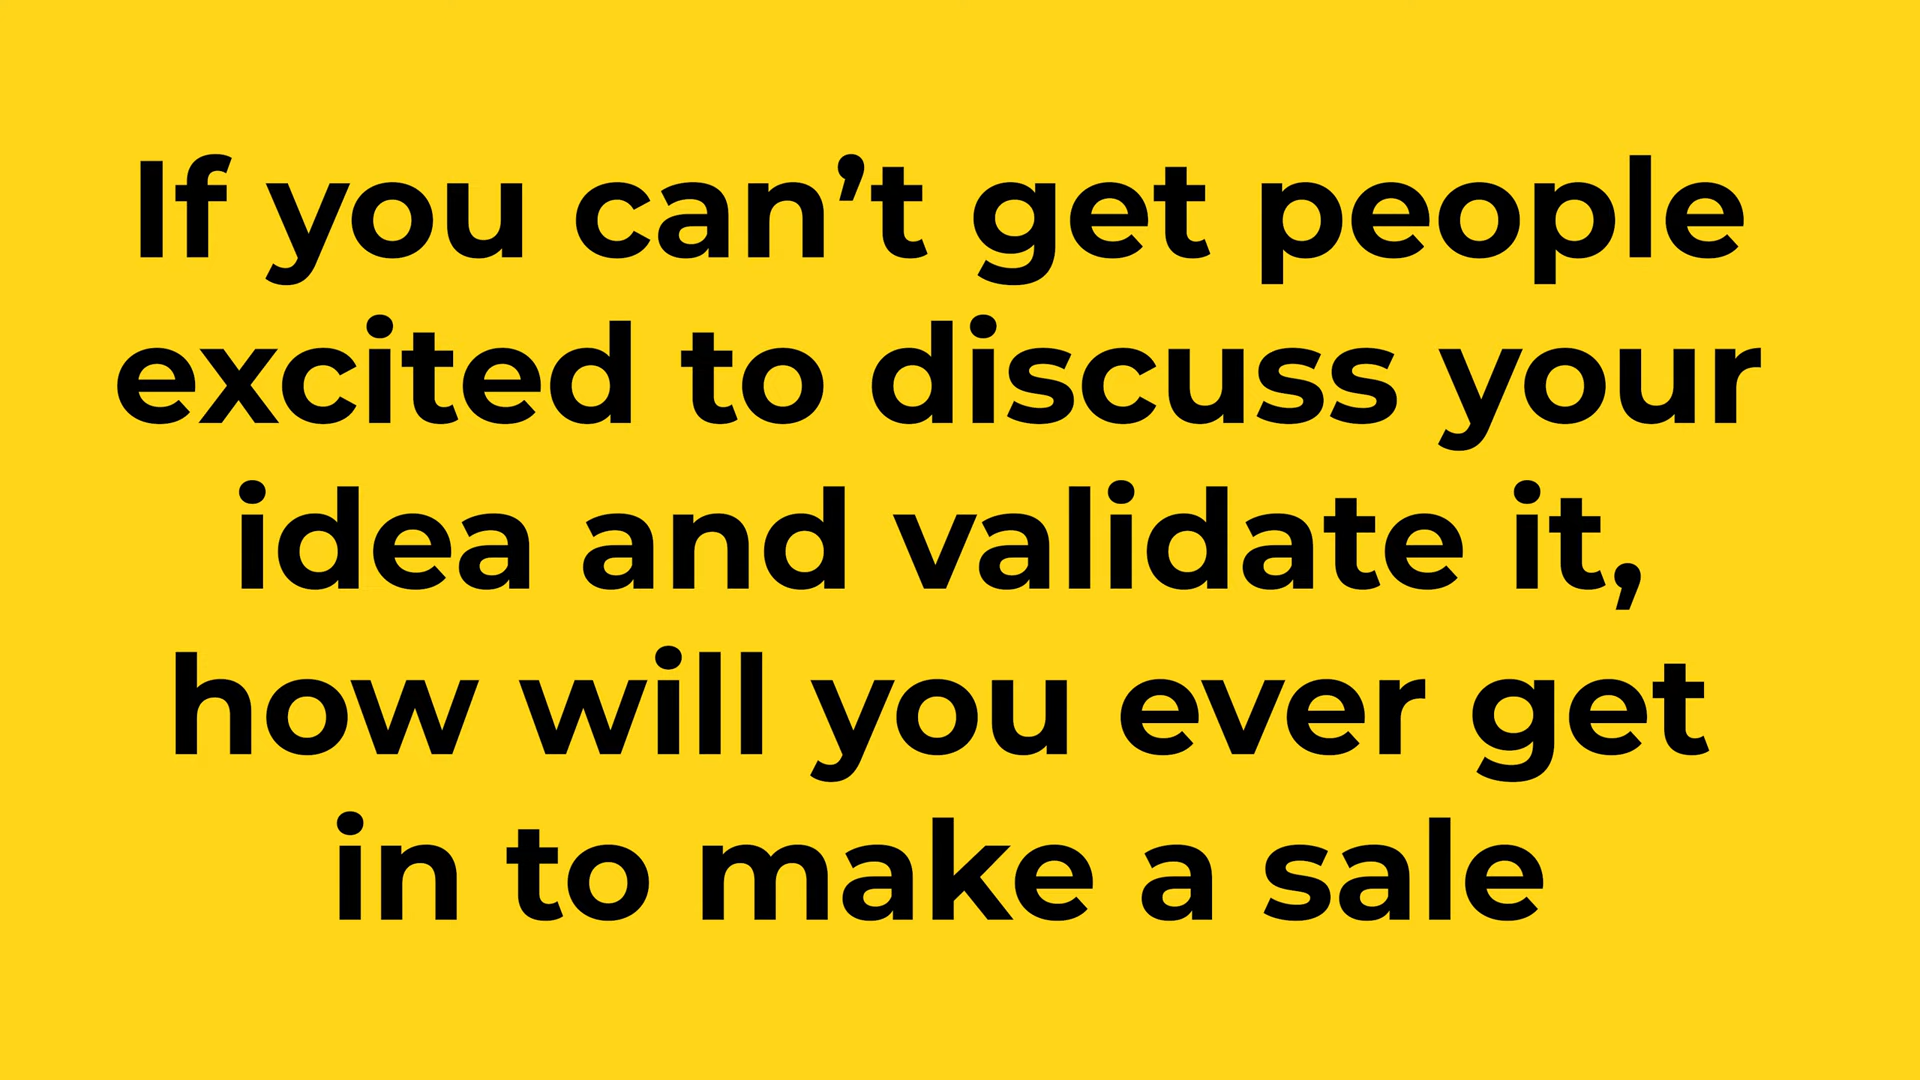 If you can’t get people
excited to discuss your
idea and validate it,
how will you ever get
in to make a sale